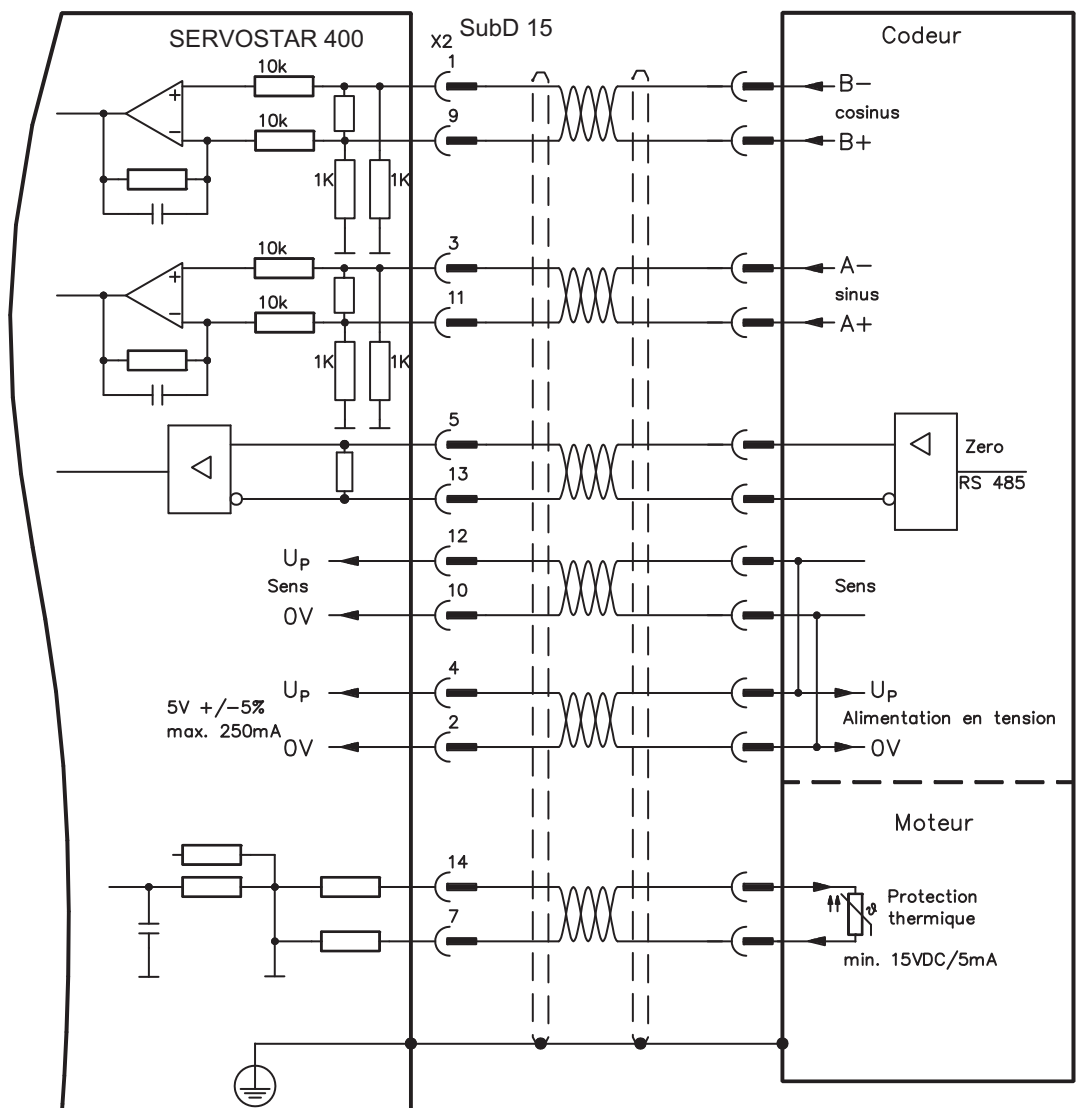 SERVOSTAR 400
X2
SubD 15
Codeur
10k
+
1
B-
cosinus
10k
-
9
B+
1K
1K
10k
+
3
A-
sinus
10k
-
11
A+
1K
1K
5
Zero
13
RS 485
UP
12
Sens
Sens
0V
10
UP
4
UP
5V +/-5%
max. 250mA
Alimentation en tension
0V
2
0V
Moteur
14
Protection
thermique
ϑ
7
min. 15VDC/5mA